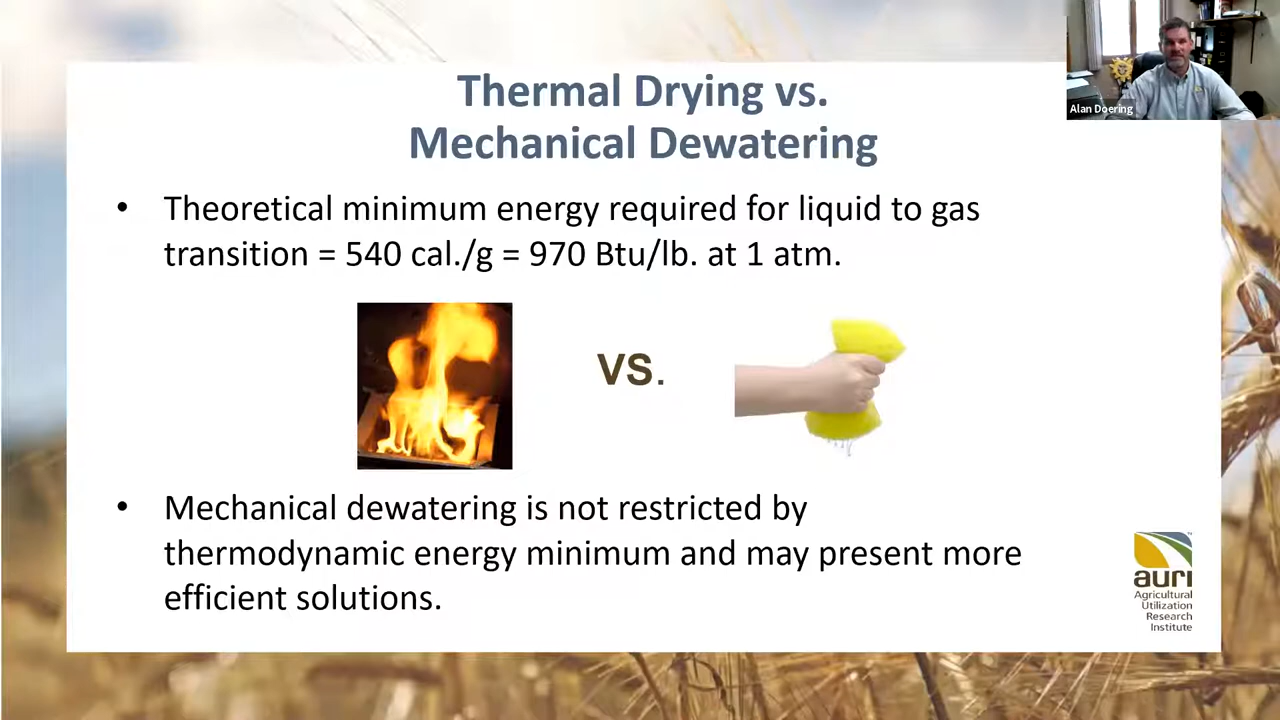 Thermal Drying vs.
Mechanical Dewatering
Alan Doering
• Theoretical minimum energy required for liquid to gas
transition = 540 cal./g = 970 Btu/lb. at 1 atm.
VS.
• Mechanical dewatering is not restricted by
thermodynamic energy minimum and may present more
efficient solutions.
auri
Agricultural
Utilization
Research
Institute